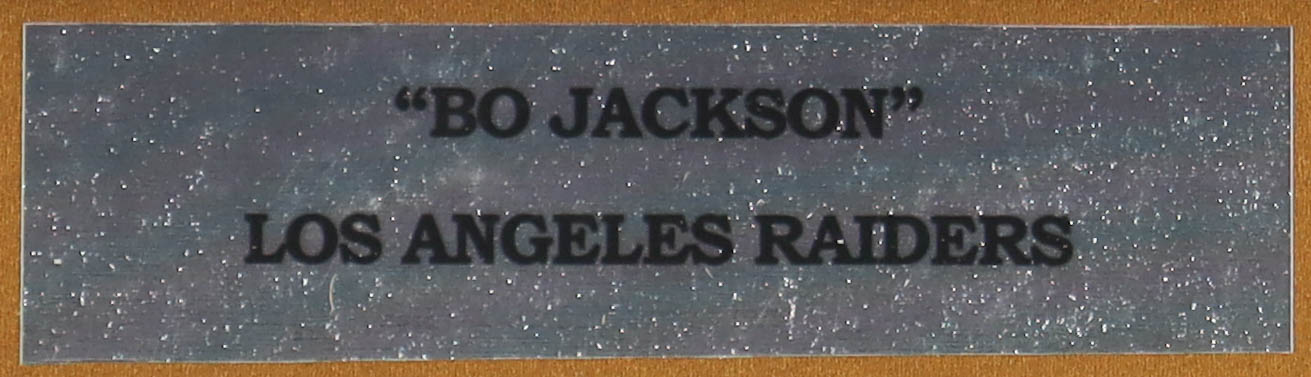 “BO JACKSON”
LOS ANGELES RAIDERS